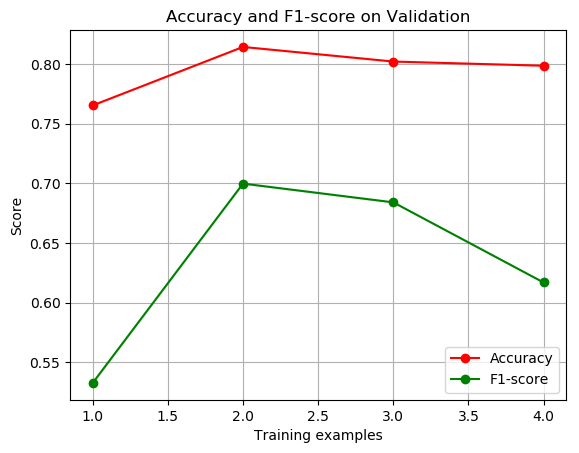 Accuracy and F1-score on Validation
0.80
0.75
0.70
0.65
0.60
0.55
Score
Accuracy
F1-score
1.0 1.5 2.0 2.5 3.0 3.5 4.0
Training examples